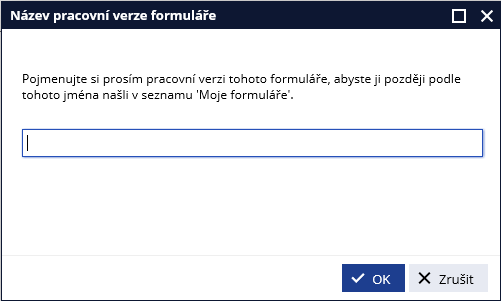 Název pracovní verze formuláře
Pojmenujte si prosím pracovní verzi tohoto formuláře, abyste ji později podle
tohoto jména našli v seznamu 'Moje formuláře'.
OK
Zrušit